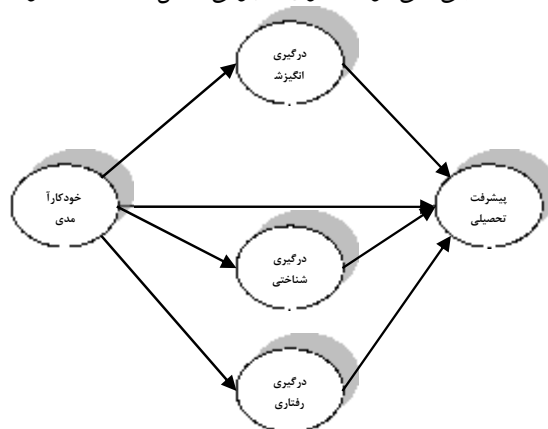 درگیری
انگیزش
خودکارآ
مدی
پیشرفت
تحصیلی
درگیری
شناختی
درگیری
رفتاری